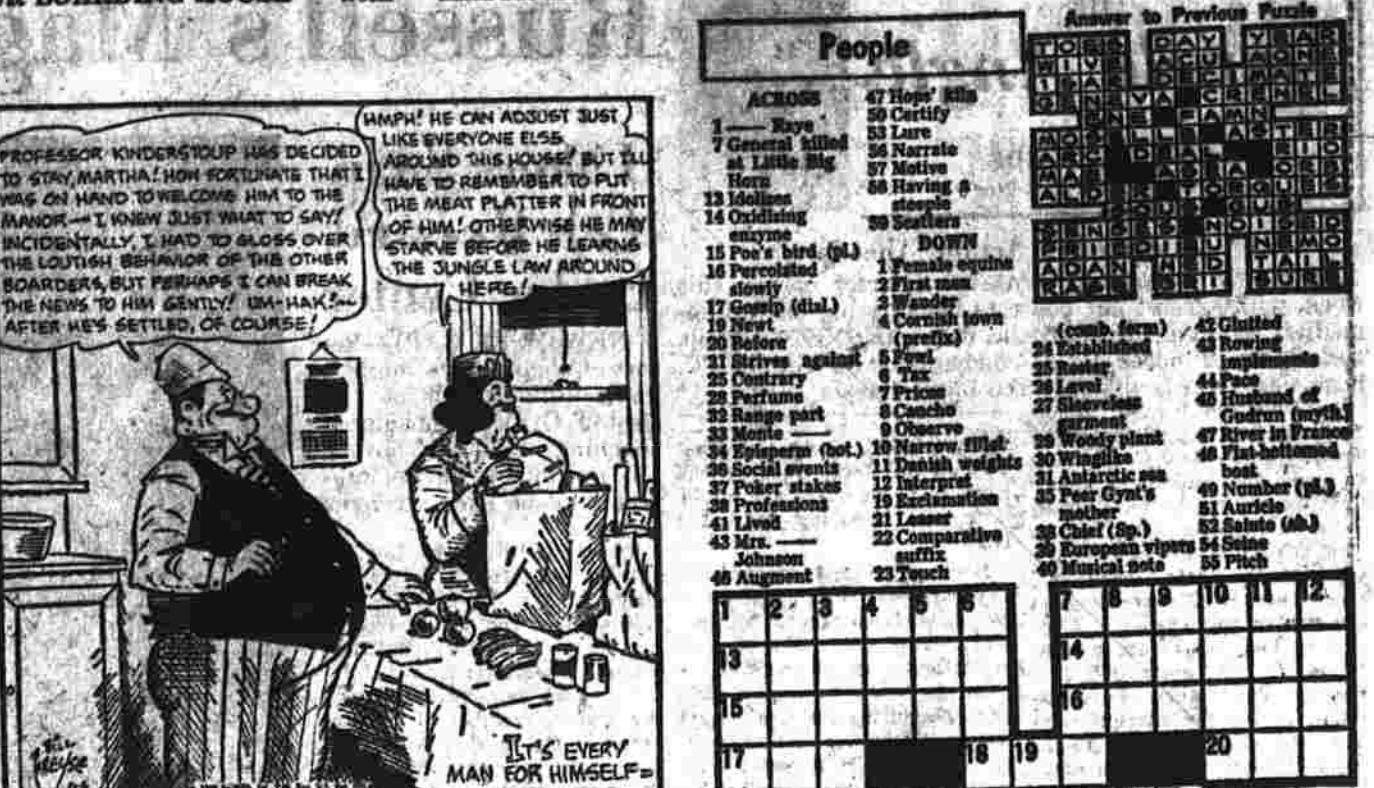 OUR BOARDING HOUSE
PROFESSOR KINDERSTOUP HAS DECIDED
TO STAY, MARTHA! HOW FORTUNATE THAT I
WAS ON HAND TO WELCOME HIM TO THE
MANOR — I KNEW JUST WHAT TO SAY!
INCIDENTALLY, I HAD TO GLOSS OVER
THE LOUTISH BEHAVIOR OF THE OTHER
BOARDERS, BUT PERHAPS I CAN BREAK
THE NEWS TO HIM GENTLY! UM-HAK!
AFTER HE'S SETTLED, OF COURSE!
HMPH! HE CAN ADJUST JUST
LIKE EVERYONE ELSE
AROUND THIS HOUSE! BUT I'LL
HAVE TO REMEMBER TO PUT
THE MEAT PLATTER IN FRONT
OF HIM! OTHERWISE HE MAY
STARVE BEFORE HE LEARNS
THE JUNGLE LAW AROUND
HERE!
IT'S EVERY
MAN FOR HIMSELF=
People
ACROSS
1 —— Kaye
7 General killed
at Little Big
Horn
13 Idolizes
14 Oxidizing
enzyme
15 Poe's bird (pl.)
16 Percolated
slowly
17 Gossip (dial.)
19 Newt
20 Before
21 Strives against
25 Contrary
28 Perfume
32 Range part
33 Monte ——
34 Episperm (bot.)
36 Social events
37 Poker stakes
38 Professions
41 Lived
43 Mrs. ——
Johnson
46 Augment
47 Hops' kiln
50 Certify
53 Lure
56 Narrate
57 Motive
58 Having a
steeple
59 Scatters
DOWN
1 Female equine
2 First man
3 Wander
4 Cornish town
(prefix)
5 Fowl
6 Tax
7 Prices
8 Caucho
9 Observe
10 Narrow fillet
11 Danish weights
12 Interpret
19 Exclamation
21 Lesser
22 Comparative
suffix
23 Touch
(comb. form)
24 Established
25 Roster
26 Level
27 Sleeveless
garment
29 Woody plant
30 Winglike
31 Antarctic sea
35 Peer Gynt's
mother
38 Chief (Sp.)
39 European vipers
40 Musical note
42 Glutted
43 Rowing
implements
44 Pace
45 Husband of
Gudrun (myth.)
47 River in France
48 Flat-bottomed
boat
49 Number (pl.)
51 Auricle
52 Salute (ab.)
54 Seine
55 Pitch
Answer to Previous Puzzle
TOES DAY YEAR
1 2 3 4 5 6 7 8 9 10 11 12
13 14
15 16
17 18 19 20